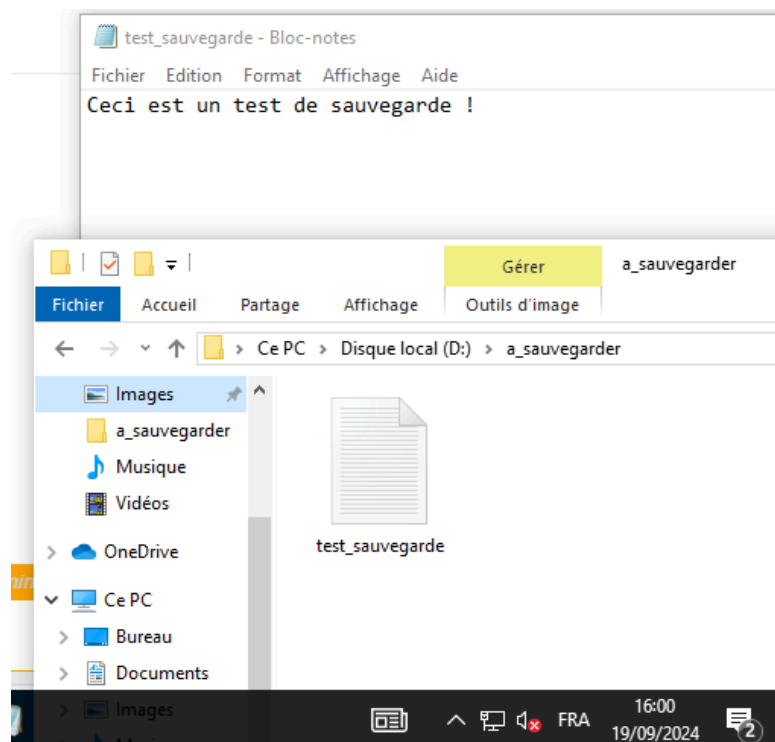 test_sauvegarde - Bloc-notes
Fichier Edition Format Affichage Aide
Ceci est un test de sauvegarde !
Gérer a_sauvegarder
Fichier Accueil Partage Affichage Outils d'image
Ce PC > Disque local (D:) > a_sauvegarder
Images
a_sauvegarder
Musique
Vidéos
OneDrive
Ce PC
Bureau
Documents
Images
test_sauvegarde
FRA
16:00
19/09/2024
2